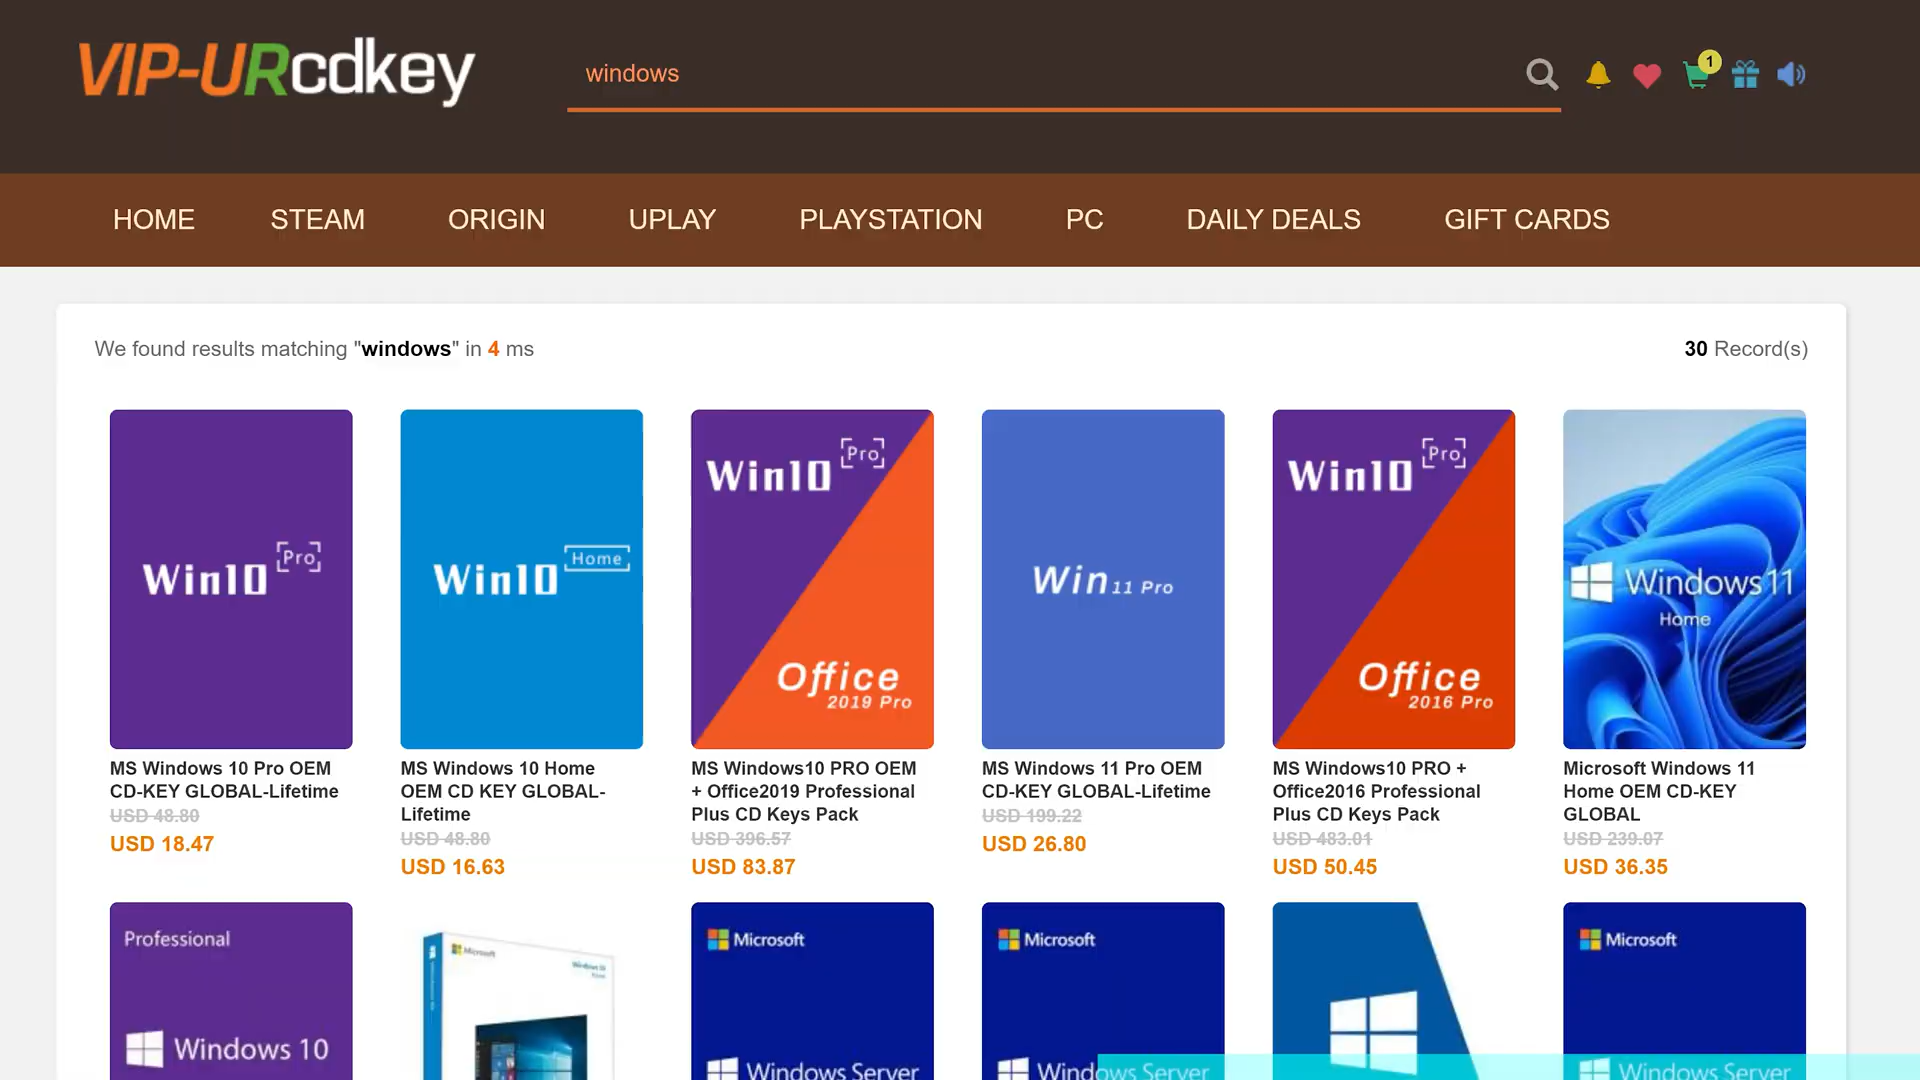 VIP-URcdkey
windows
1
HOME STEAM ORIGIN UPLAY PLAYSTATION PC DAILY DEALS GIFT CARDS
We found results matching "windows" in 4 ms
30 Record(s)
Win10 [Pro]
Win10 [Home]
Win10 [Pro]
Office
2019 Pro
Win 11 Pro
Win10 [Pro]
Office
2016 Pro
Windows 11
Home
MS Windows 10 Pro OEM
CD-KEY GLOBAL-Lifetime
USD 48.80
USD 18.47
MS Windows 10 Home
OEM CD KEY GLOBAL-
Lifetime
USD 48.80
USD 16.63
MS Windows10 PRO OEM
+ Office2019 Professional
Plus CD Keys Pack
USD 396.57
USD 83.87
MS Windows 11 Pro OEM
CD-KEY GLOBAL-Lifetime
USD 199.22
USD 26.80
MS Windows10 PRO +
Office2016 Professional
Plus CD Keys Pack
USD 483.01
USD 50.45
Microsoft Windows 11
Home OEM CD-KEY
GLOBAL
USD 239.07
USD 36.35
Professional
Windows 10
Microsoft
Windows 10
Microsoft
Windows Server
Microsoft
Windows Server
Microsoft
Windows Server